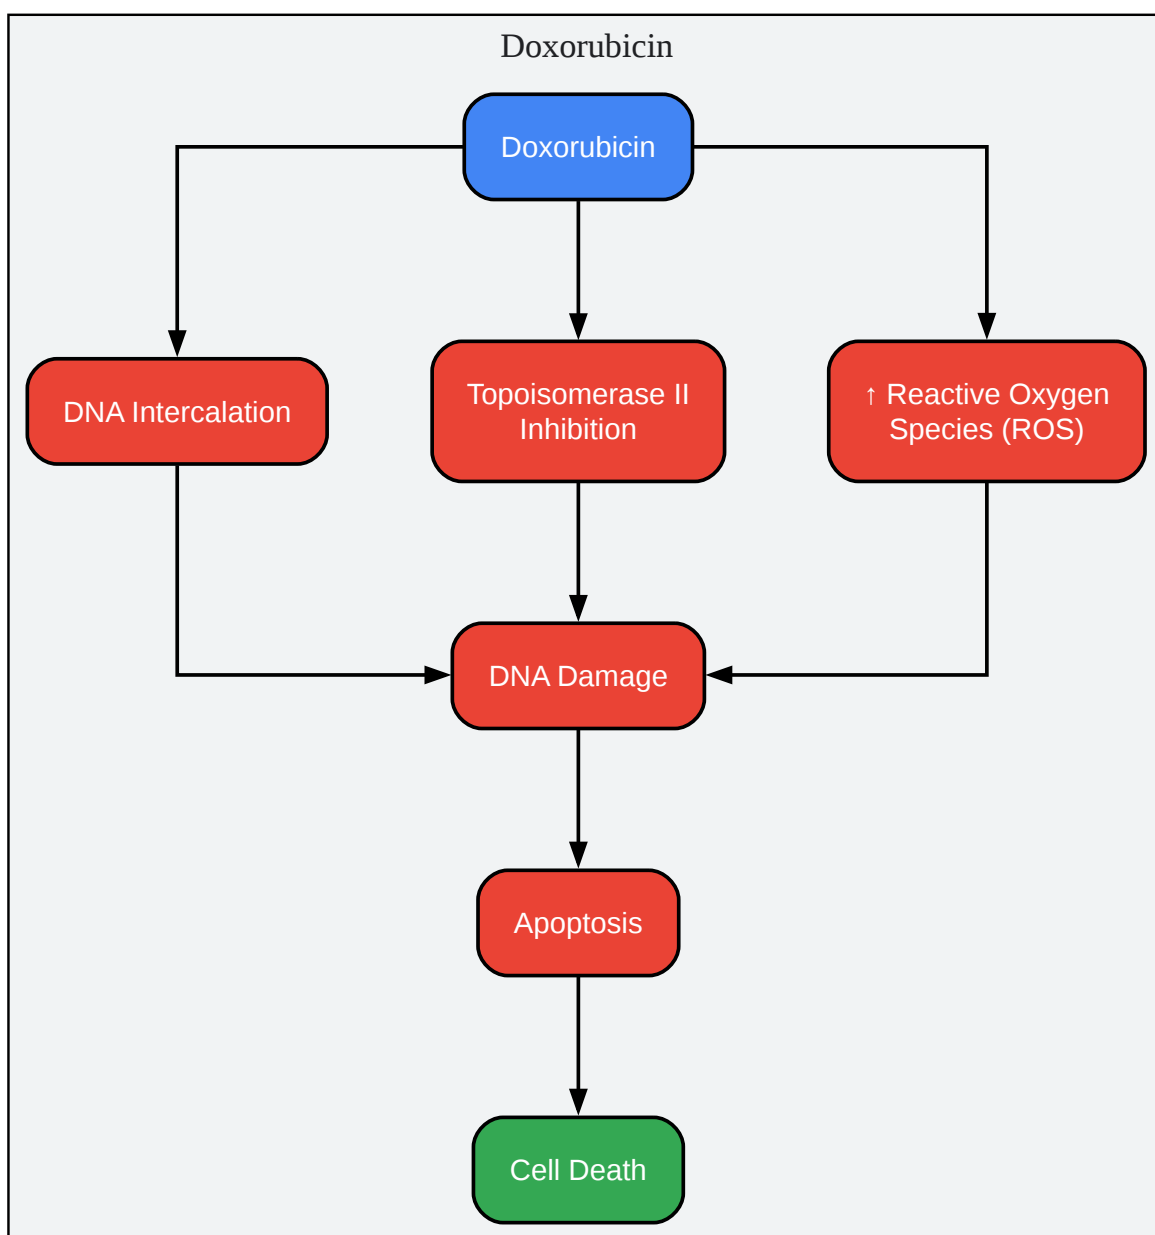 Doxorubicin
Doxorubicin
DNA Intercalation
Topoisomerase II
Inhibition
↑ Reactive Oxygen
Species (ROS)
DNA Damage
Apoptosis
Cell Death